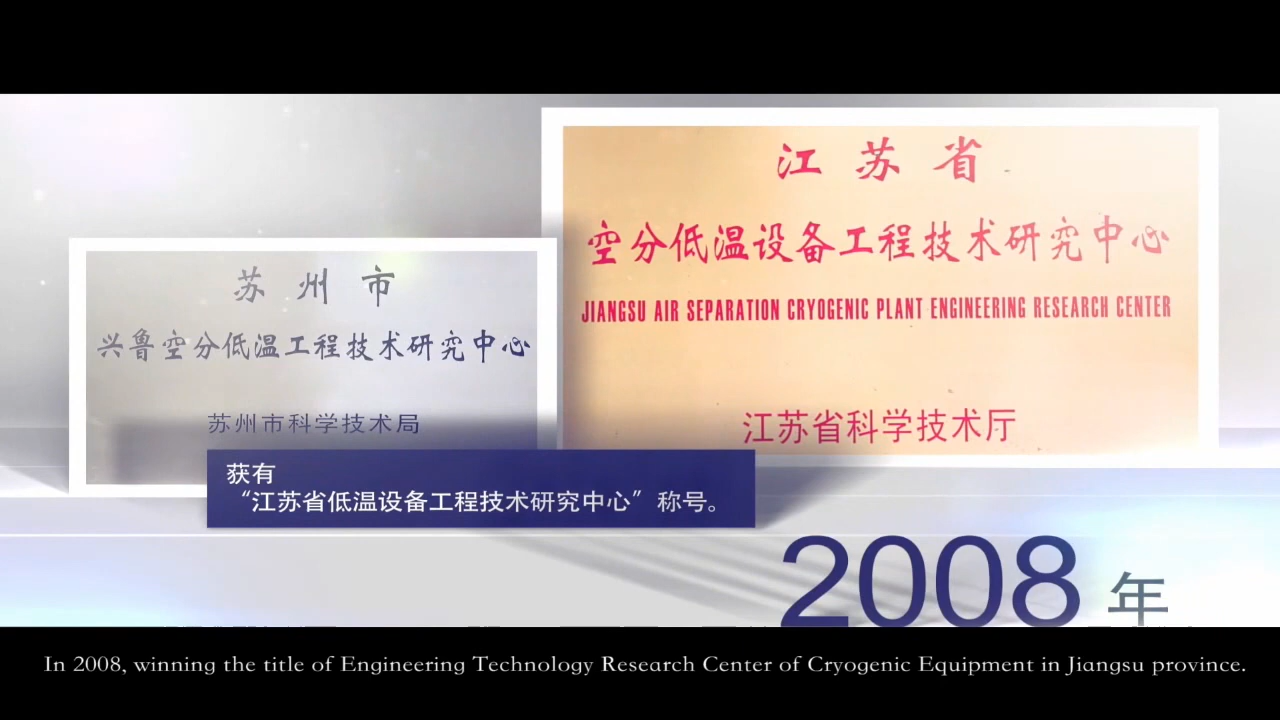 苏州市
兴鲁空分低温工程技术研究中心
苏州市科学技术局
江苏省
空分低温设备工程技术研究中心
JIANGSU AIR SEPARATION CRYOGENIC PLANT ENGINEERING RESEARCH CENTER
江苏省科学技术厅
获有
“江苏省低温设备工程技术研究中心”称号。
2008年
In 2008, winning the title of Engineering Technology Research Center of Cryogenic Equipment in Jiangsu province.